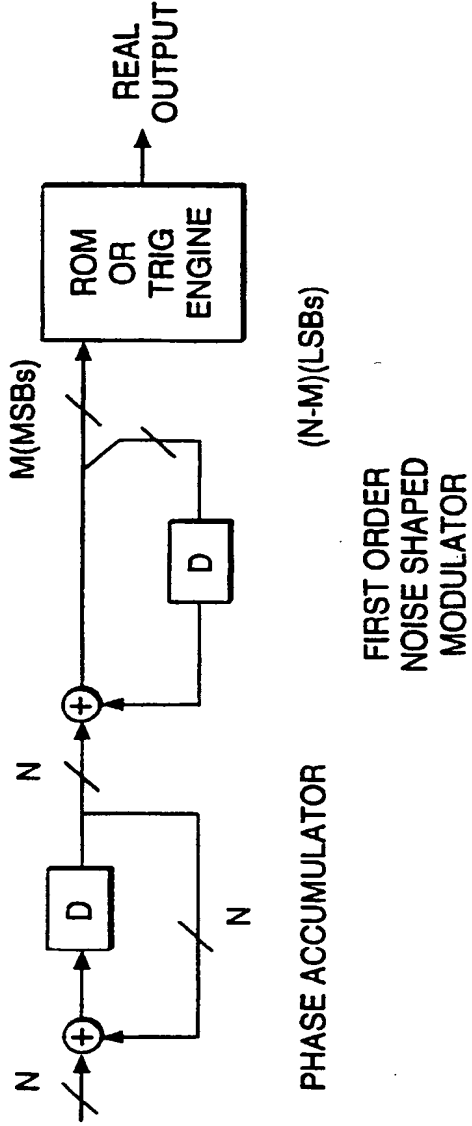 N
D
N
PHASE ACCUMULATOR
N
D
M(MSBs)
(N-M)(LSBs)
FIRST ORDER
NOISE SHAPED
MODULATOR
ROM
OR
TRIG
ENGINE
REAL
OUTPUT